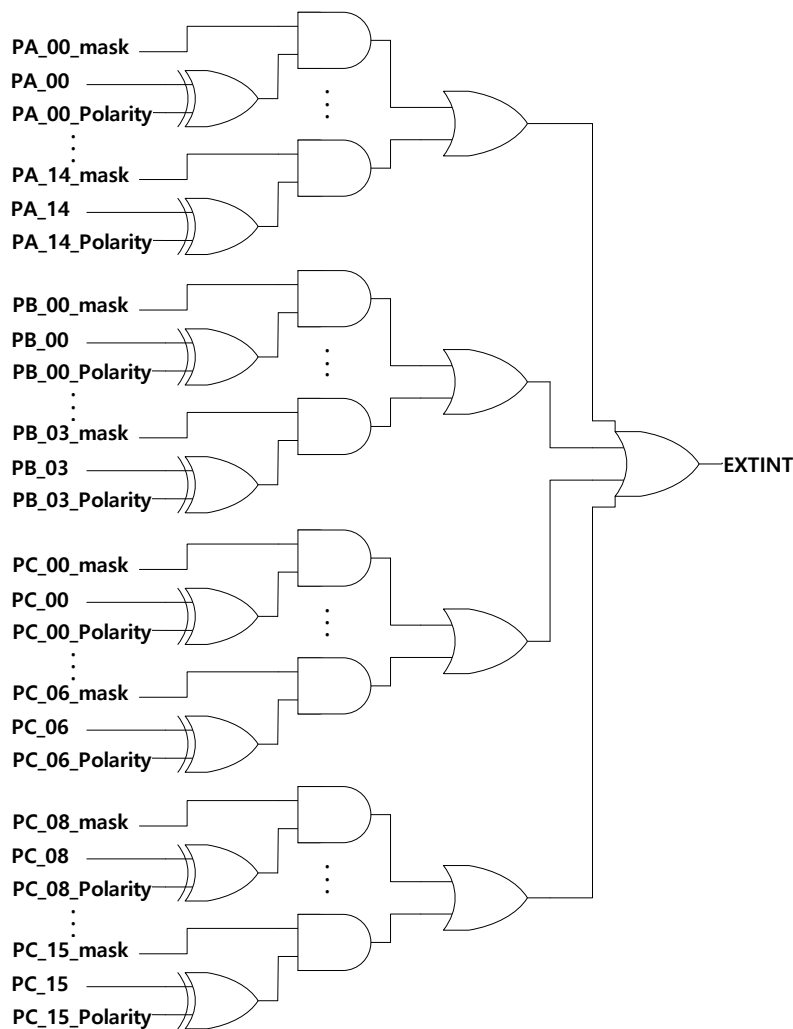 PA_00_mask
PA_00
PA_00_Polarity
PA_14_mask
PA_14
PA_14_Polarity
PB_00_mask
PB_00
PB_00_Polarity
PB_03_mask
PB_03
PB_03_Polarity
EXTINT
PC_00_mask
PC_00
PC_00_Polarity
PC_06_mask
PC_06
PC_06_Polarity
PC_08_mask
PC_08
PC_08_Polarity
PC_15_mask
PC_15
PC_15_Polarity